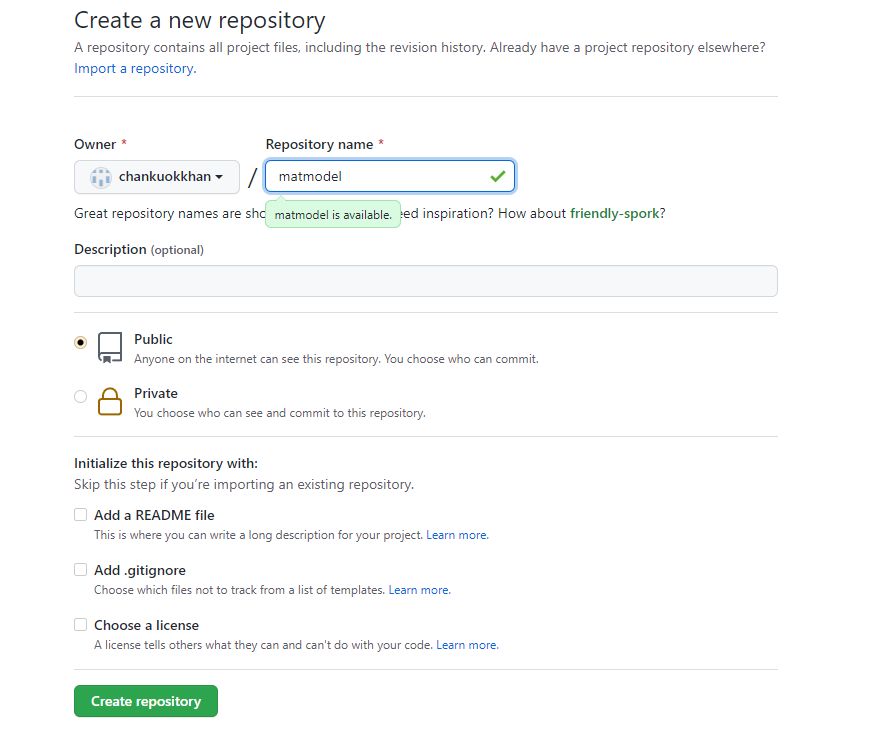 Create a new repository
A repository contains all project files, including the revision history. Already have a project repository elsewhere?
Import a repository.
Owner *
Repository name *
chankuokkhan
/
matmodel
Great repository names are sho
matmodel is available.
eed inspiration? How about friendly-spork?
Description (optional)
Public
Anyone on the internet can see this repository. You choose who can commit.
Private
You choose who can see and commit to this repository.
Initialize this repository with:
Skip this step if you're importing an existing repository.
Add a README file
This is where you can write a long description for your project. Learn more.
Add .gitignore
Choose which files not to track from a list of templates. Learn more.
Choose a license
A license tells others what they can and can't do with your code. Learn more.
Create repository